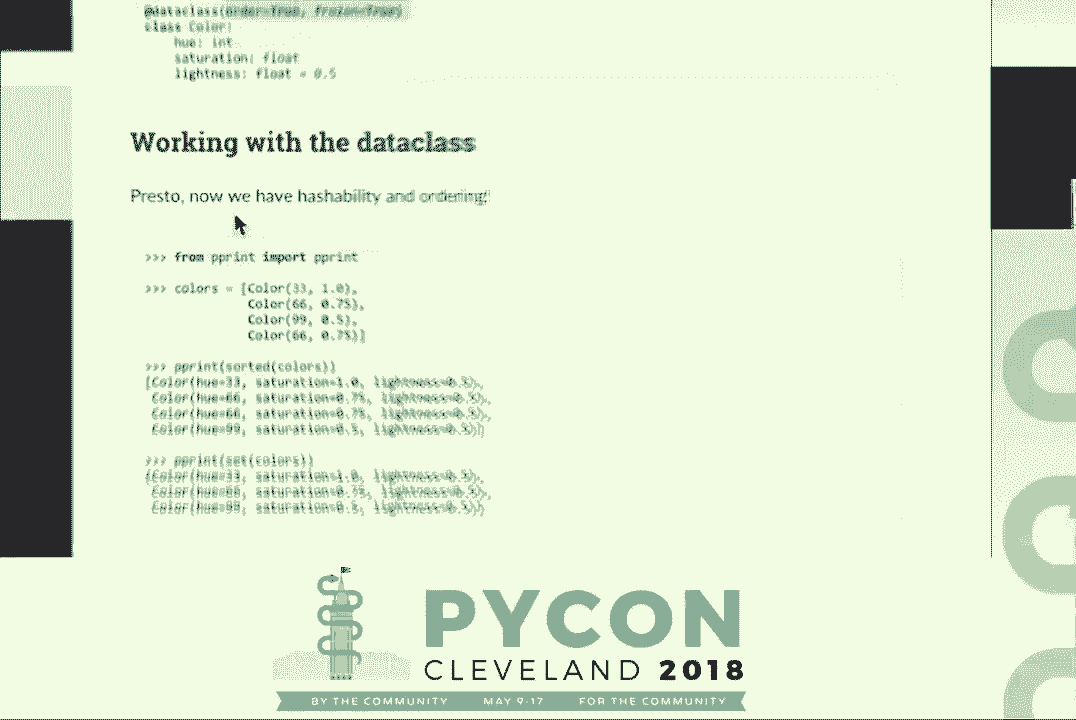 @dataclass(order=True, frozen=True)
class Color:
    hue: int
    saturation: float
    lightness: float = 0.5
Working with the dataclass
Presto, now we have hashability and ordering!
>>> from pprint import pprint
>>> colors = [Color(33, 1.0),
              Color(66, 0.75),
              Color(99, 0.5),
              Color(66, 0.75)]
>>> pprint(sorted(colors))
[Color(hue=33, saturation=1.0, lightness=0.5),
 Color(hue=66, saturation=0.75, lightness=0.5),
 Color(hue=66, saturation=0.75, lightness=0.5),
 Color(hue=99, saturation=0.5, lightness=0.5)]
>>> pprint(set(colors))
{Color(hue=33, saturation=1.0, lightness=0.5),
 Color(hue=66, saturation=0.75, lightness=0.5),
 Color(hue=99, saturation=0.5, lightness=0.5)}
PYCON
CLEVELAND 2018
BY THE COMMUNITY MAY 9-17 FOR THE COMMUNITY